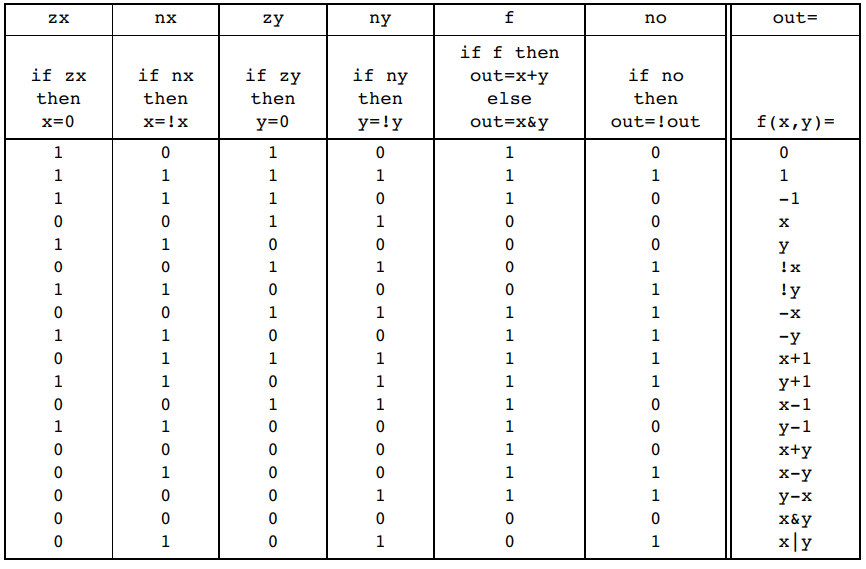 zx nx zy ny f no out=
if f then
if zx if nx if zy if ny out=x+y if no
then then then then else then
x=0 x=!x y=0 y=!y out=x&y out=!out f(x,y)=
1 0 1 0 1 0 0
1 1 1 1 1 1 1
1 1 1 0 1 0 -1
0 0 1 1 0 0 x
1 1 0 0 0 0 y
0 0 1 1 0 1 !x
1 1 0 0 0 1 !y
0 0 1 1 1 1 -x
1 1 0 0 1 1 -y
0 1 1 1 1 1 x+1
1 1 0 1 1 1 y+1
0 0 1 1 1 0 x-1
1 1 0 0 1 0 y-1
0 0 0 0 1 0 x+y
0 1 0 0 1 1 x-y
0 0 0 1 1 1 y-x
0 0 0 0 0 0 x&y
0 1 0 1 0 1 x|y